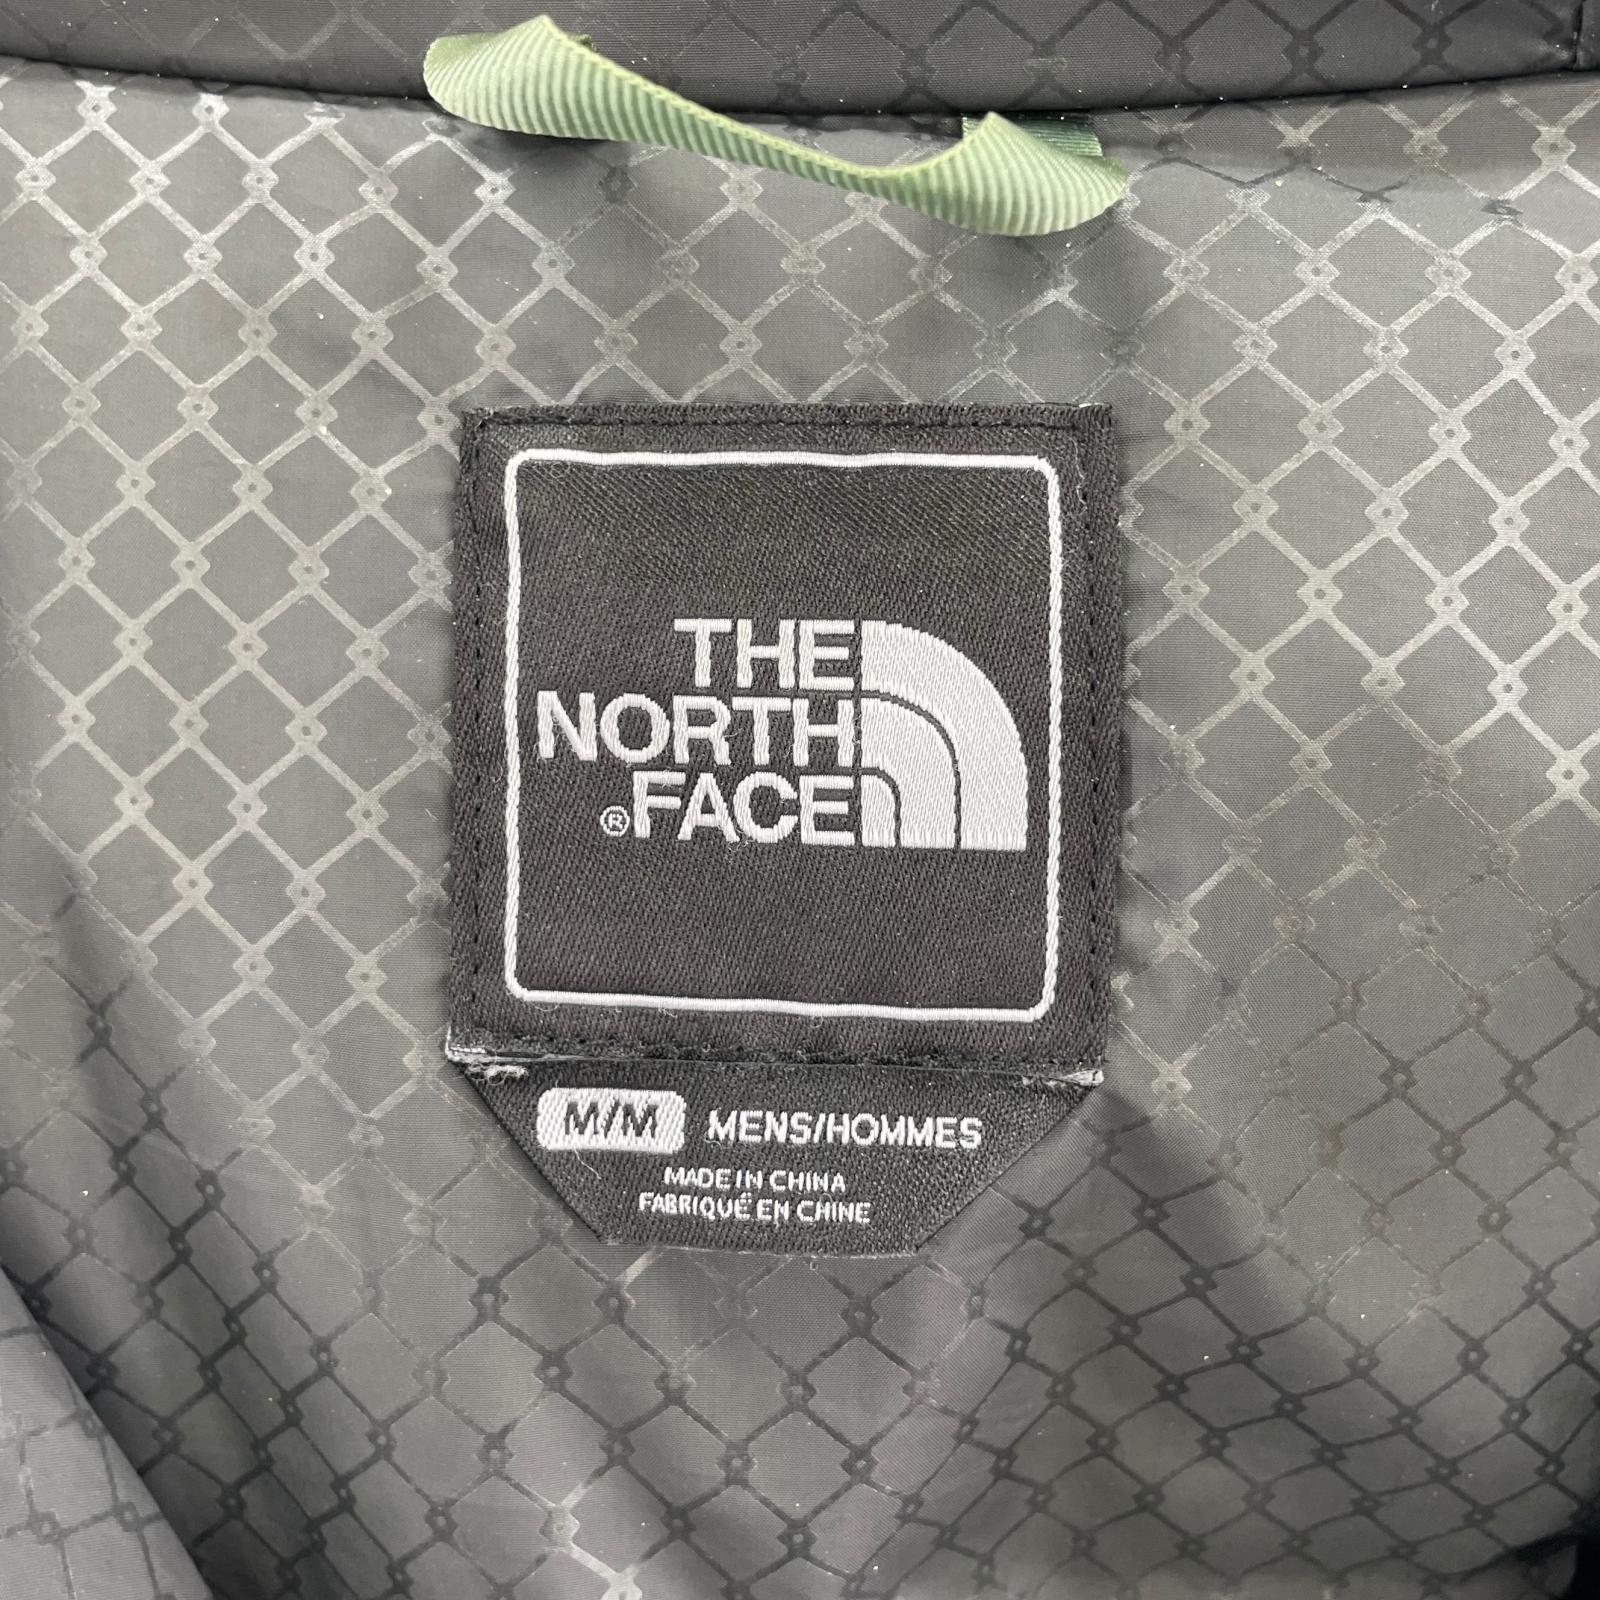 THE
NORTH
®FACE
M/M MENS/HOMMES
MADE IN CHINA
FABRIQUÉ EN CHINE